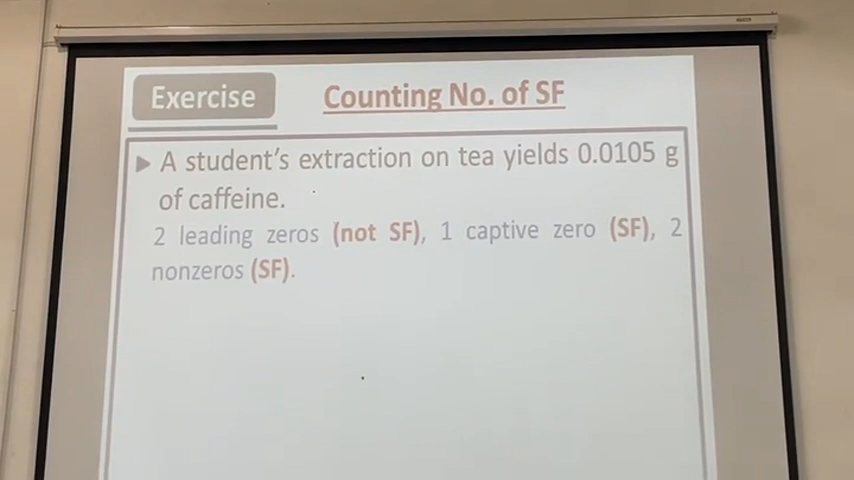 Exercise
Counting No. of SF
A student's extraction on tea yields 0.0105 g
of caffeine.
2 leading zeros (not SF), 1 captive zero (SF), 2
nonzeros (SF).